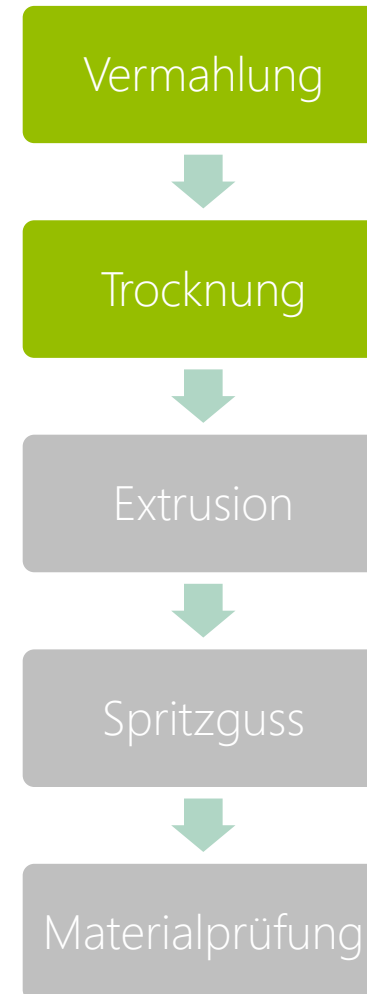 Vermahlung
Trocknung
Extrusion
Spritzguss
Materialprüfung